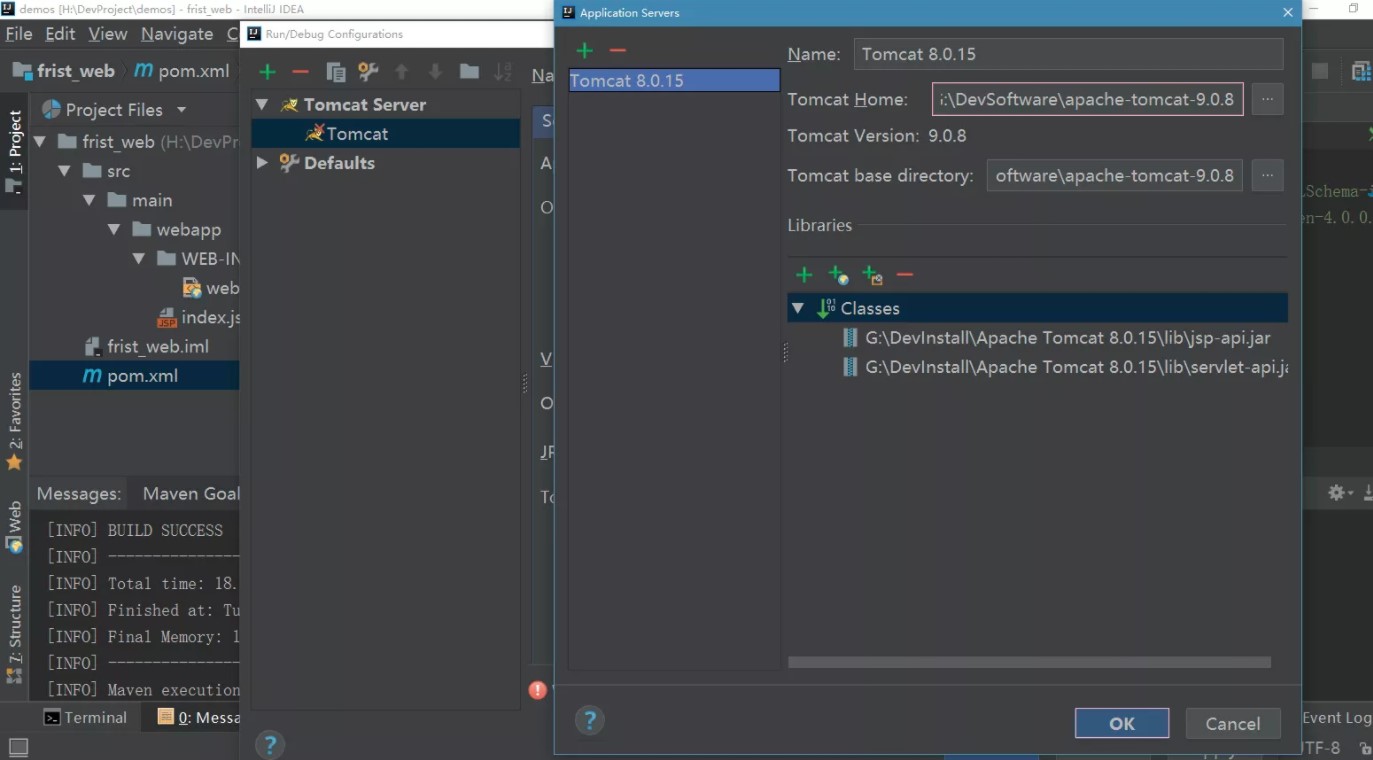 demos [H:\DevProject\demos] - frist_web - IntelliJ IDEA
File Edit View Navigate
frist_web
pom.xml
1: Project
Project Files
frist_web (H:\DevPr
src
main
webapp
WEB-IN
web
index.js
frist_web.iml
pom.xml
2: Favorites
Web
7: Structure
Messages: Maven Goal
[INFO] BUILD SUCCESS
[INFO] ----------------
[INFO] Total time: 18.
[INFO] Finished at: Tu
[INFO] Final Memory: 1
[INFO] ----------------
[INFO] Maven execution
Terminal
0: Messa
Run/Debug Configurations
Tomcat Server
Tomcat
Defaults
Application Servers
Tomcat 8.0.15
Name: Tomcat 8.0.15
Tomcat Home: :\DevSoftware\apache-tomcat-9.0.8
Tomcat Version: 9.0.8
Tomcat base directory: oftware\apache-tomcat-9.0.8
Libraries
Classes
G:\DevInstall\Apache Tomcat 8.0.15\lib\jsp-api.jar
G:\DevInstall\Apache Tomcat 8.0.15\lib\servlet-api.ja
OK
Cancel
Schema-
n-4.0.0.
Event Log
TF-8